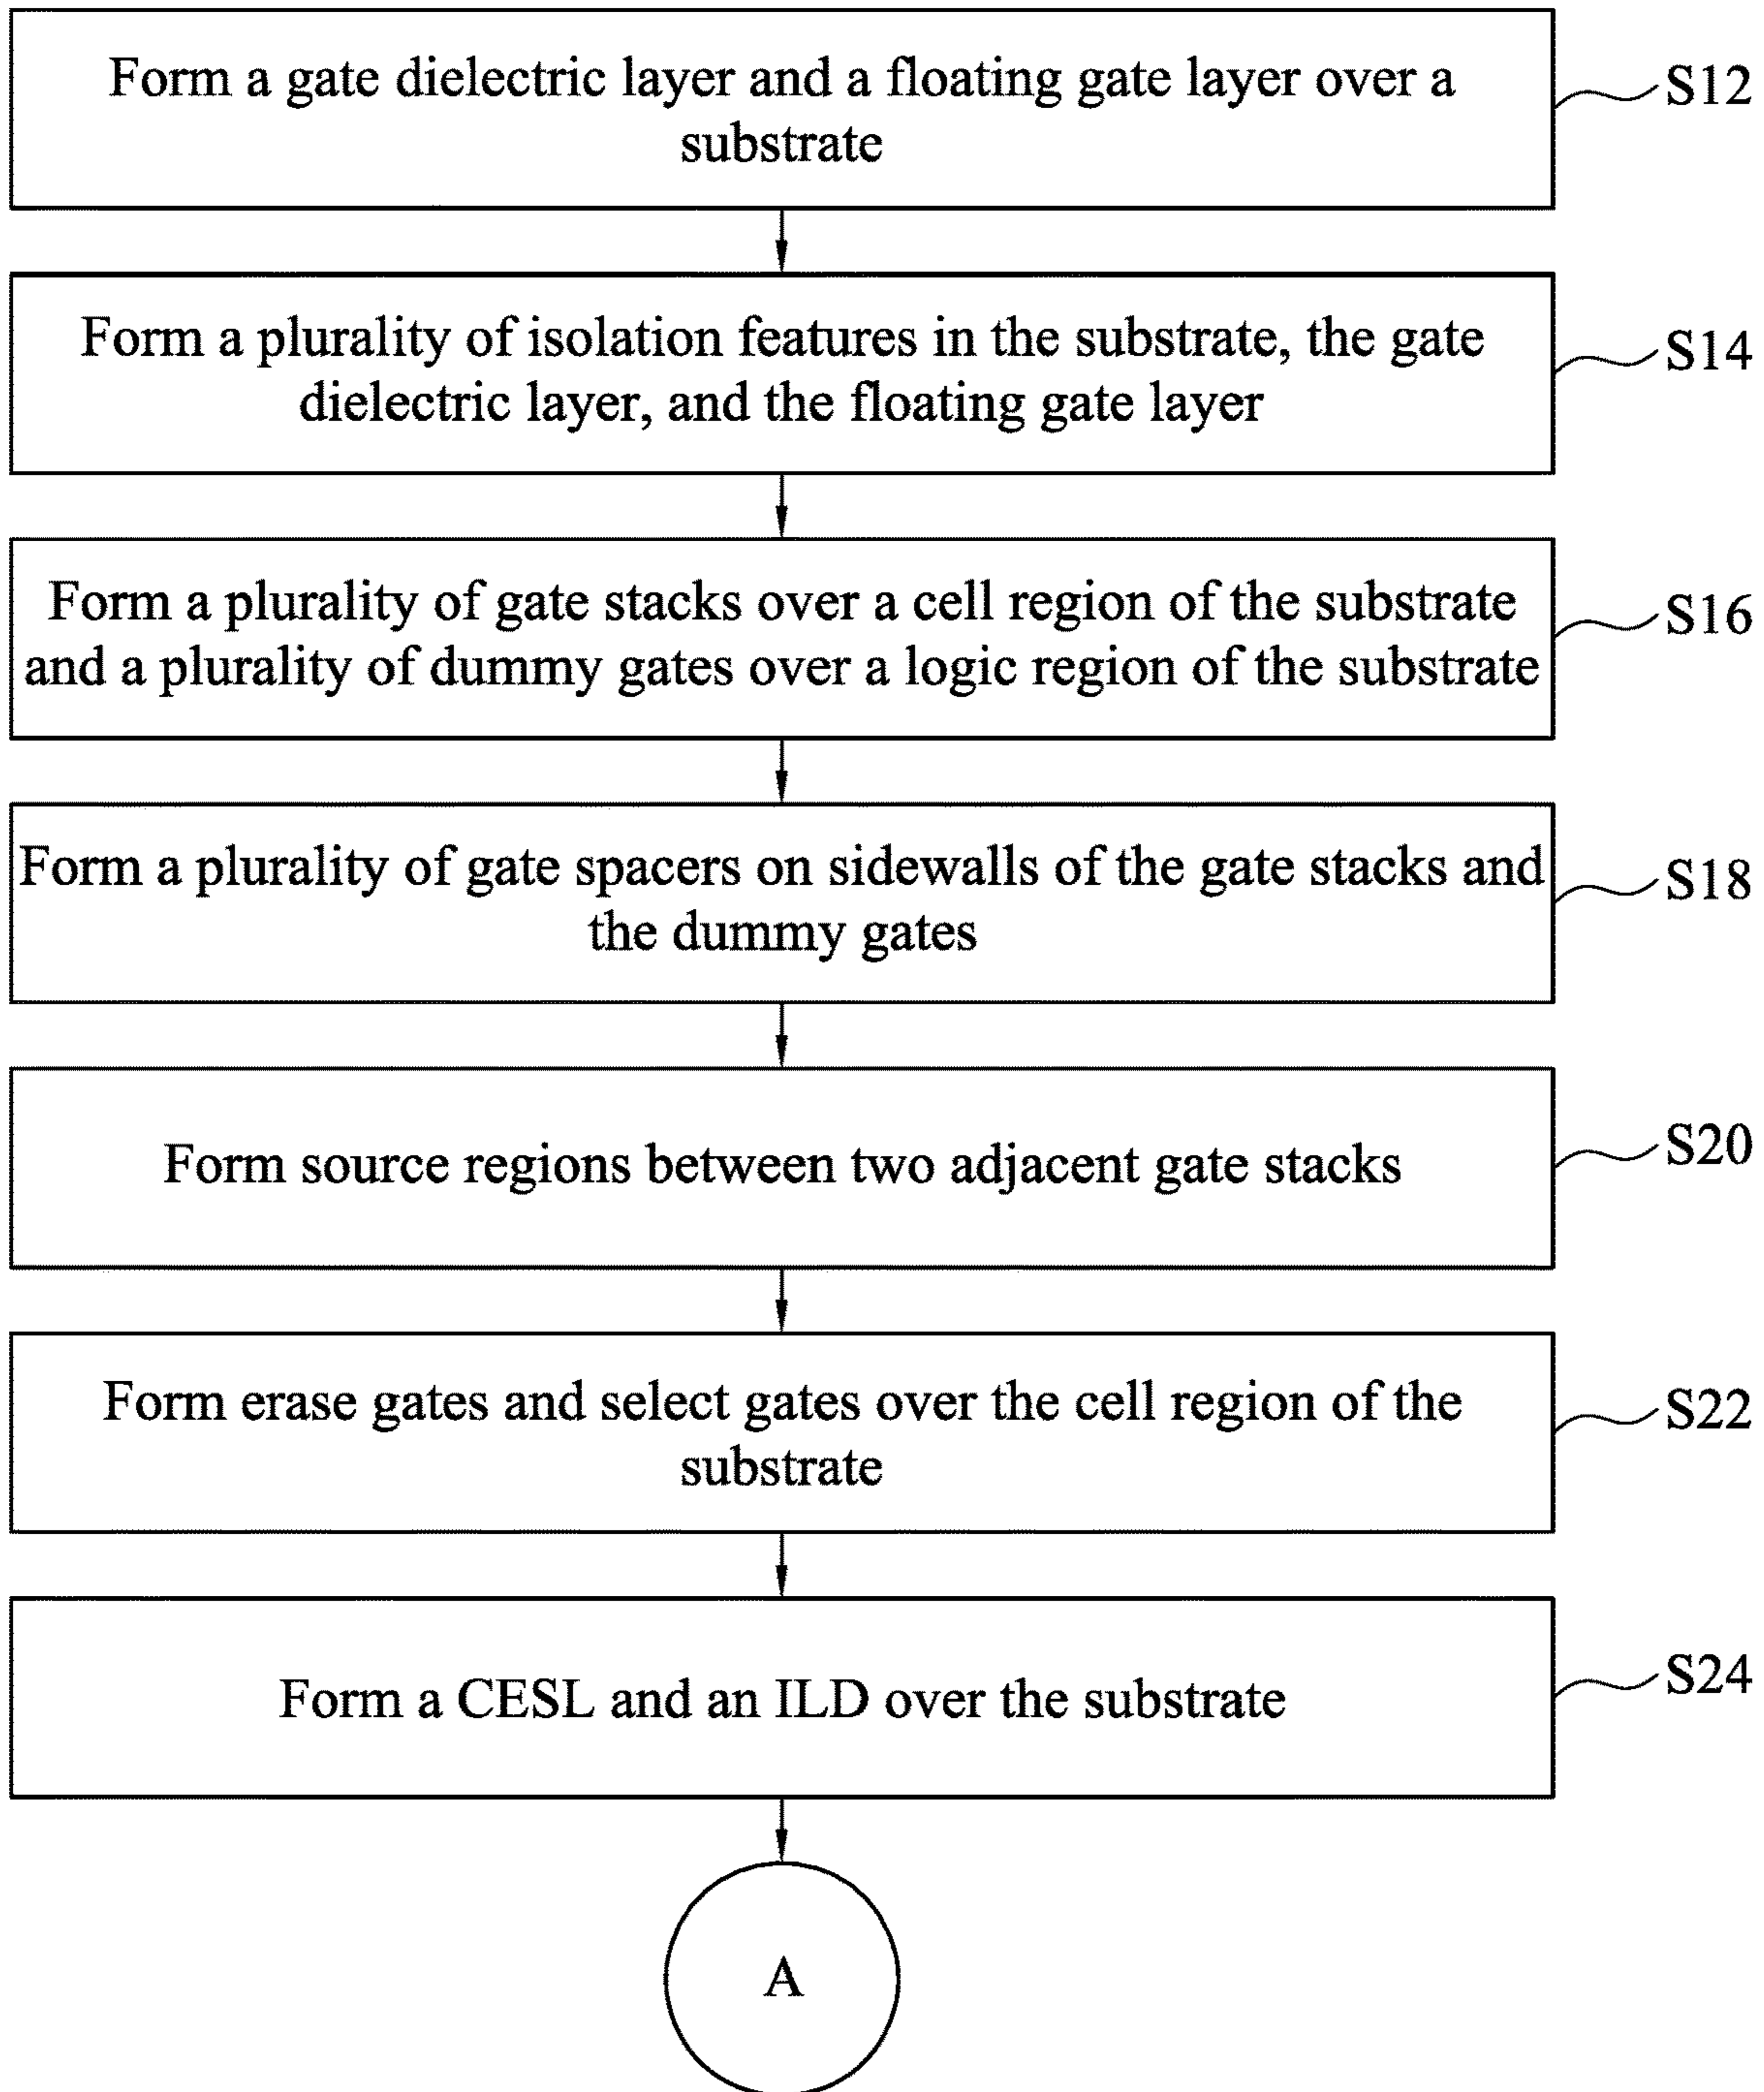 Form a gate dielectric layer and a floating gate layer over a
substrate
S12
Form a plurality of isolation features in the substrate, the gate
dielectric layer, and the floating gate layer
S14
Form a plurality of gate stacks over a cell region of the substrate
and a plurality of dummy gates over a logic region of the substrate
S16
Form a plurality of gate spacers on sidewalls of the gate stacks and
the dummy gates
S18
Form source regions between two adjacent gate stacks
S20
Form erase gates and select gates over the cell region of the
substrate
S22
Form a CESL and an ILD over the substrate
S24
A